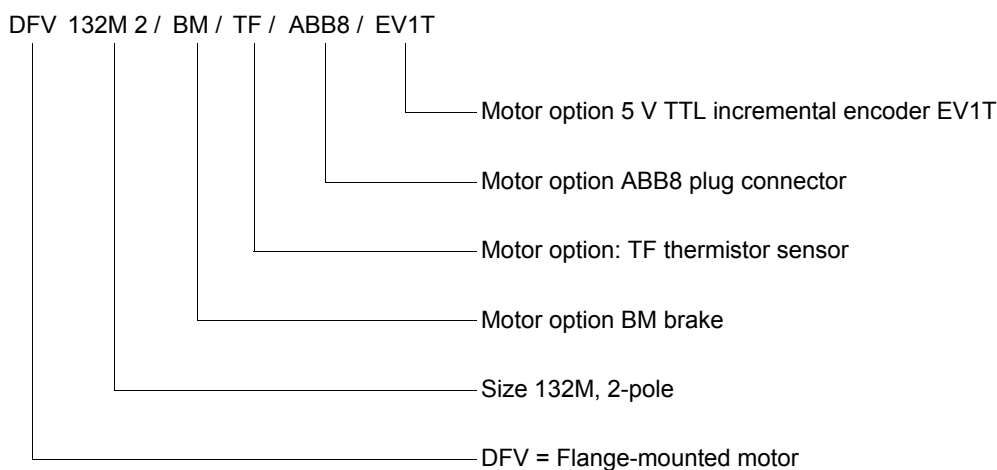 DFV 132M 2 / BM / TF / ABB8 / EV1T
Motor option 5 V TTL incremental encoder EV1T
Motor option ABB8 plug connector
Motor option: TF thermistor sensor
Motor option BM brake
Size 132M, 2-pole
DFV = Flange-mounted motor